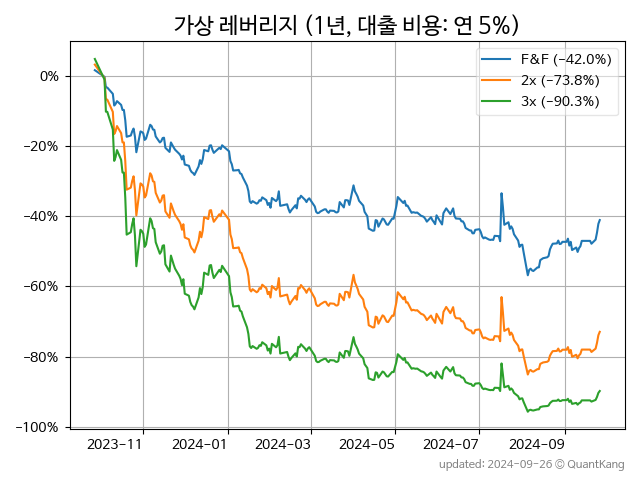 가상 레버리지 (1년, 대출 비용: 연 5%)
F&F (−42.0%)
2x (−73.8%)
3x (−90.3%)
0%
−20%
−40%
−60%
−80%
−100%
2023-11 2024-01 2024-03 2024-05 2024-07 2024-09
updated: 2024-09-26 © QuantKang